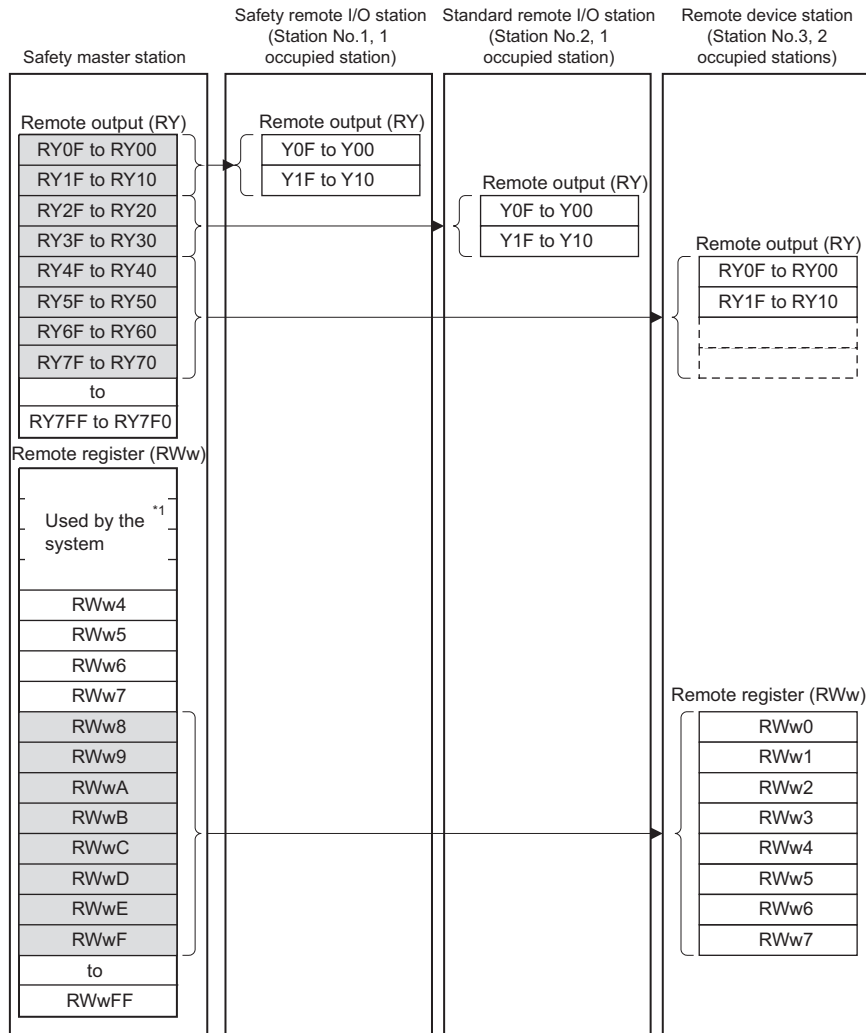 Safety master station
Safety remote I/O station
(Station No.1, 1
occupied station)
Standard remote I/O station
(Station No.2, 1
occupied station)
Remote device station
(Station No.3, 2
occupied stations)
Remote output (RY)
RY0F to RY00
RY1F to RY10
RY2F to RY20
RY3F to RY30
RY4F to RY40
RY5F to RY50
RY6F to RY60
RY7F to RY70
to
RY7FF to RY7F0
Remote register (RWw)
Used by the *1
system
RWw4
RWw5
RWw6
RWw7
RWw8
RWw9
RWwA
RWwB
RWwC
RWwD
RWwE
RWwF
to
RWwFF
Remote output (RY)
Y0F to Y00
Y1F to Y10
Remote output (RY)
Y0F to Y00
Y1F to Y10
Remote output (RY)
RY0F to RY00
RY1F to RY10
Remote register (RWw)
RWw0
RWw1
RWw2
RWw3
RWw4
RWw5
RWw6
RWw7